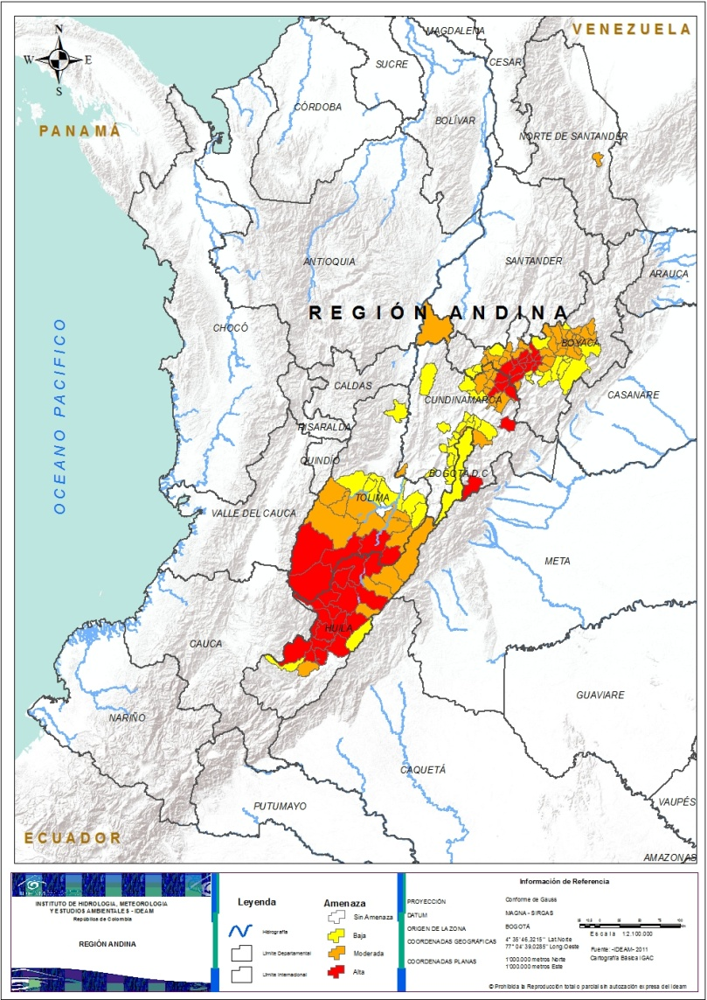 MAGDALENA
VENEZUELA
N
W E
S
SUCRE
CESAR
CÓRDOBA
BOLÍVAR
PANAMÁ
NORTE DE SANTANDER
ANTIOQUIA
SANTANDER
ARAUCA
REGIÓN ANDINA
CHOCÓ
BOYACÁ
OCEANO PACIFICO
CALDAS
CUNDINAMARCA
CASANARE
RISARALDA
QUINDÍO
BOGOTÁ D.C
TOLIMA
VALLE DEL CAUCA
META
HUILA
CAUCA
GUAVIARE
NARIÑO
CAQUETÁ
VAUPÉS
PUTUMAYO
ECUADOR
AMAZONAS
INSTITUTO DE HIDROLOGIA, METEOROLOGIA
Y ESTUDIOS AMBIENTALES - IDEAM
República de Colombia
REGIÓN ANDINA
Leyenda
Hidrografía
Límite Departamental
Límite Internacional
Amenaza
Sin Amenaza
Baja
Moderada
Alta
Información de Referencia
PROYECCIÓN
Conforme de Gauss
DATUM
MAGNA - SIRGAS
ORIGEN DE LA ZONA
BOGOTÁ
COORDENADAS GEOGRÁFICAS
4° 35' 46,3215'' Lat.Norte
77° 04' 39,0285'' Long.Oeste
COORDENADAS PLANAS
1'000.000 metros Norte
1'000.000 metros Este
Escala 1:2.100.000
Fuente: -IDEAM- 2011
Cartografía Básica IGAC
© Prohibida la Reproducción total o parcial sin autozación expresa del Ideam